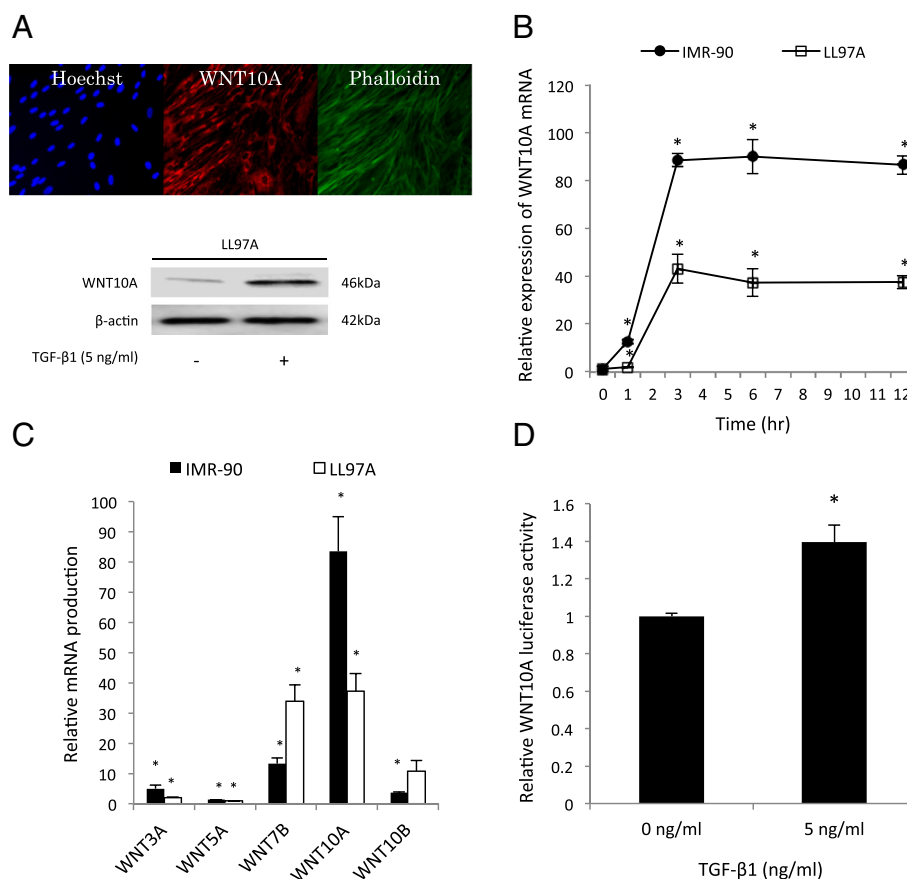 A
Hoechst WNT10A Phalloidin
LL97A
WNT10A 46kDa
β-actin 42kDa
TGF-β1 (5 ng/ml) - +
B
IMR-90 LL97A
Relative expression of WNT10A mRNA
120
100
80
60
40
20
0
0 1 2 3 4 5 6 7 8 9 10 11 12
Time (hr)
* * * * * * * *
C
IMR-90 LL97A
Relative mRNA production
100
90
80
70
60
50
40
30
20
10
0
* * * * * * * * *
WNT3A WNT5A WNT7B WNT10A WNT10B
D
Relative WNT10A luciferase activity
1.6
1.4
1.2
1
0.8
0.6
0.4
0.2
0
*
0 ng/ml 5 ng/ml
TGF-β1 (ng/ml)